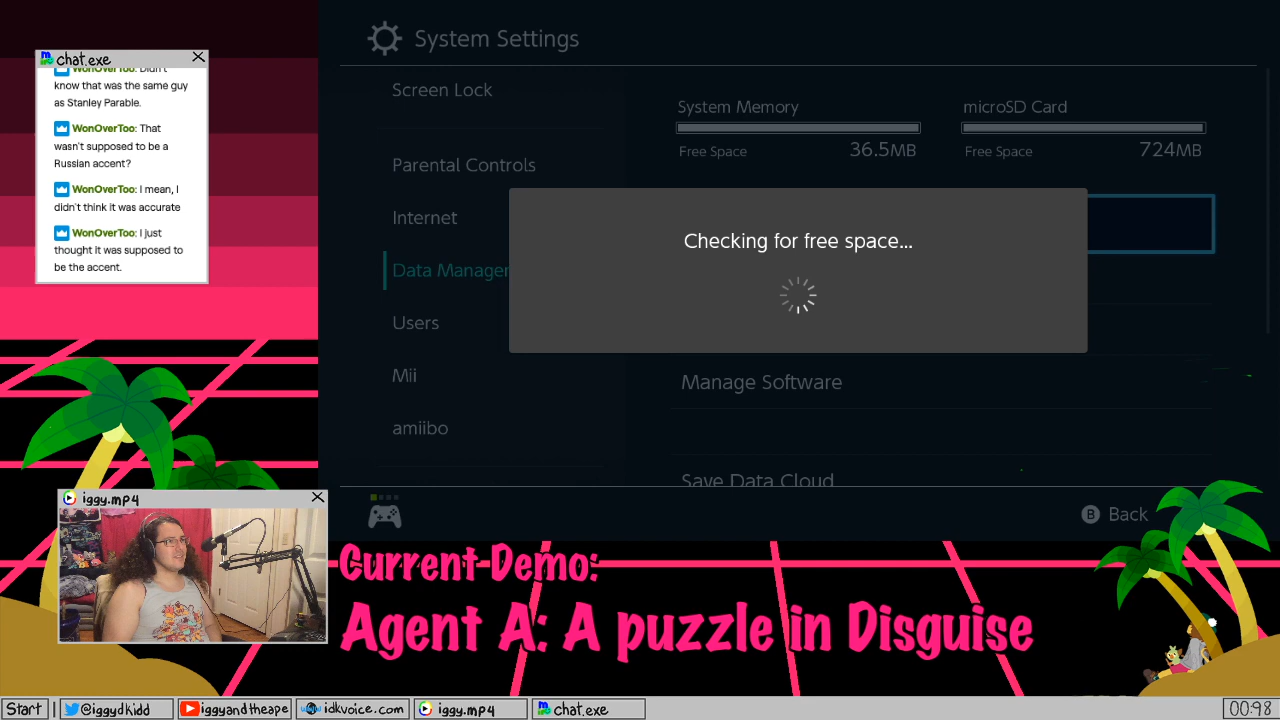 chat.exe
WonOverToo: Didn't
know that was the same guy
as Stanley Parable.
WonOverToo: That
wasn't supposed to be a
Russian accent?
WonOverToo: I mean, I
didn't think it was accurate
WonOverToo: I just
thought it was supposed to
be the accent.
System Settings
Screen Lock
Parental Controls
Internet
Data Manager
Users
Mii
amiibo
System Memory
Free Space 36.5MB
microSD Card
Free Space 724MB
Checking for free space...
Manage Software
Save Data Cloud
B Back
iggy.mp4
Current Demo:
Agent A: A puzzle in Disguise
Start
@iggydkidd
iggyandtheape
www idkvoice.com
iggy.mp4
chat.exe
00:98